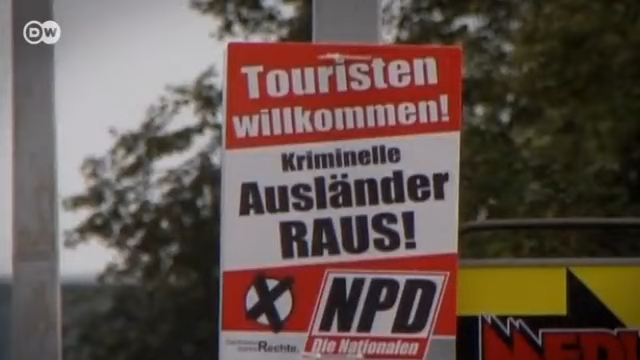 DW
Touristen
willkommen!
Kriminelle
Ausländer
RAUS!
NPD
Die Nationalen
Rechte.